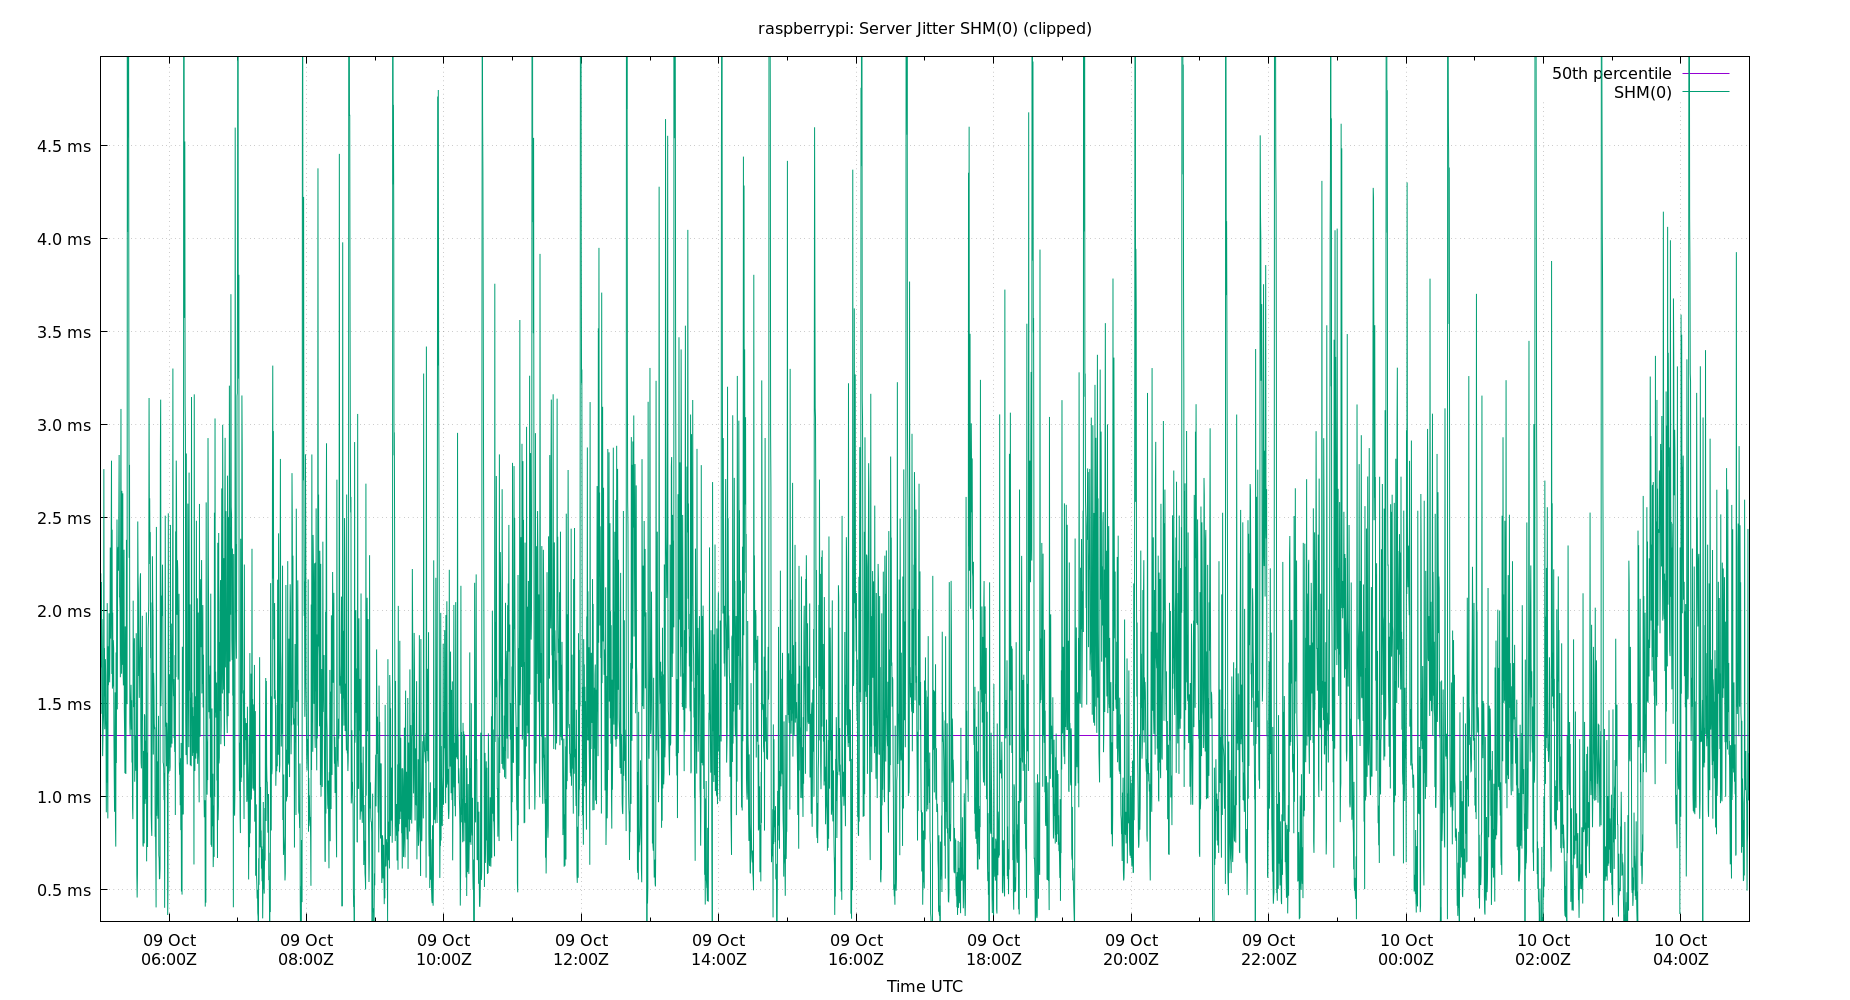 raspberrypi: Server Jitter SHM(0) (clipped)
50th percentile
SHM(0)
4.5 ms
4.0 ms
3.5 ms
3.0 ms
2.5 ms
2.0 ms
1.5 ms
1.0 ms
0.5 ms
09 Oct 09 Oct 09 Oct 09 Oct 09 Oct 09 Oct 09 Oct 09 Oct 09 Oct 10 Oct 10 Oct 10 Oct
06:00Z 08:00Z 10:00Z 12:00Z 14:00Z 16:00Z 18:00Z 20:00Z 22:00Z 00:00Z 02:00Z 04:00Z
Time UTC